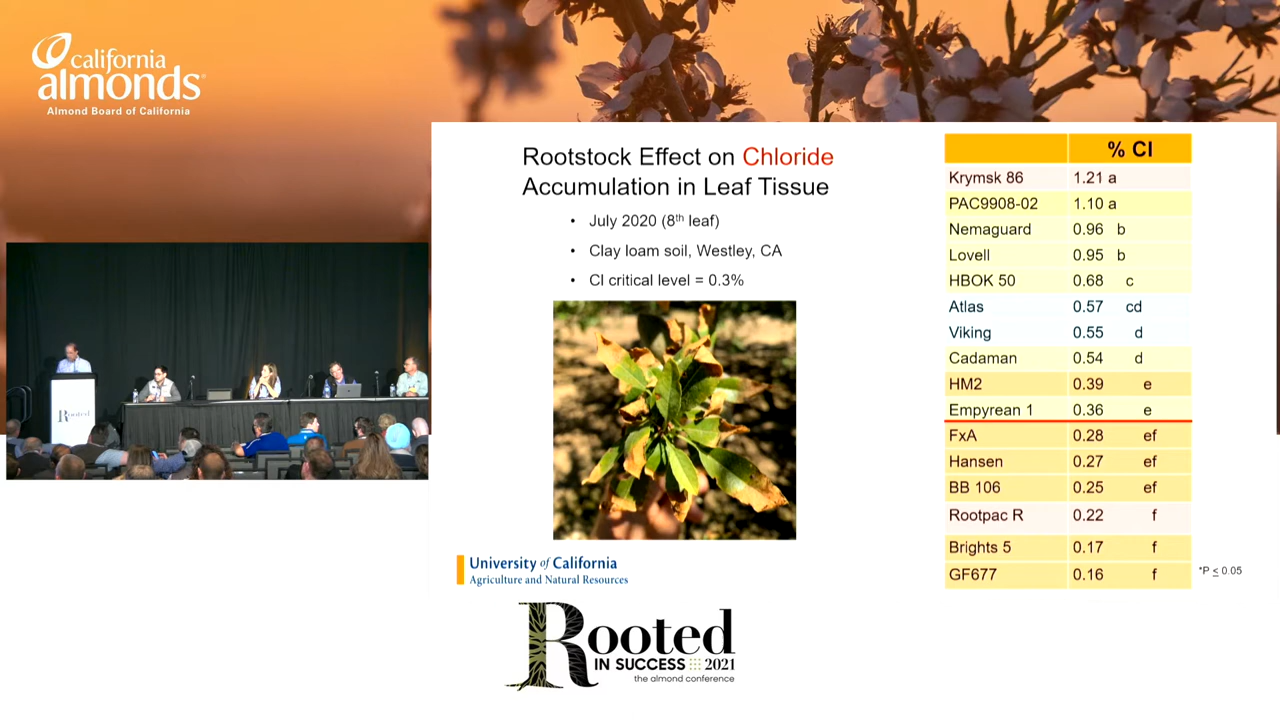 california
almonds
Almond Board of California
Rootstock Effect on Chloride
Accumulation in Leaf Tissue
• July 2020 (8th leaf)
• Clay loam soil, Westley, CA
• Cl critical level = 0.3%
% Cl
Krymsk 86 1.21 a
PAC9908-02 1.10 a
Nemaguard 0.96 b
Lovell 0.95 b
HBOK 50 0.68 c
Atlas 0.57 cd
Viking 0.55 d
Cadaman 0.54 d
HM2 0.39 e
Empyrean 1 0.36 e
FxA 0.28 ef
Hansen 0.27 ef
BB 106 0.25 ef
Rootpac R 0.22 f
Brights 5 0.17 f
GF677 0.16 f
*P ≤ 0.05
Rooted
University of California
Agriculture and Natural Resources
Rooted
IN SUCCESS 2021
the almond conference